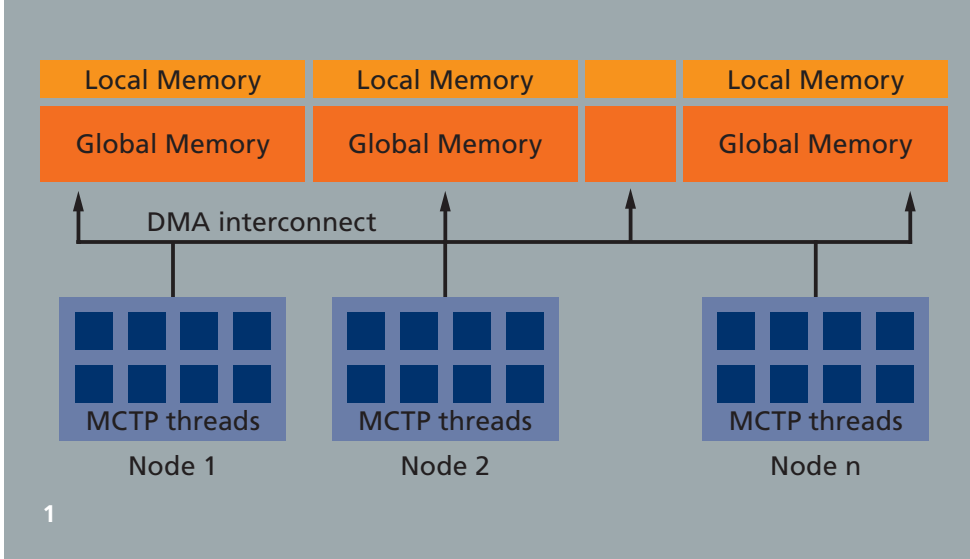 Local Memory Local Memory Local Memory
Global Memory Global Memory Global Memory
DMA interconnect
MCTP threads MCTP threads MCTP threads
Node 1 Node 2 Node n
1